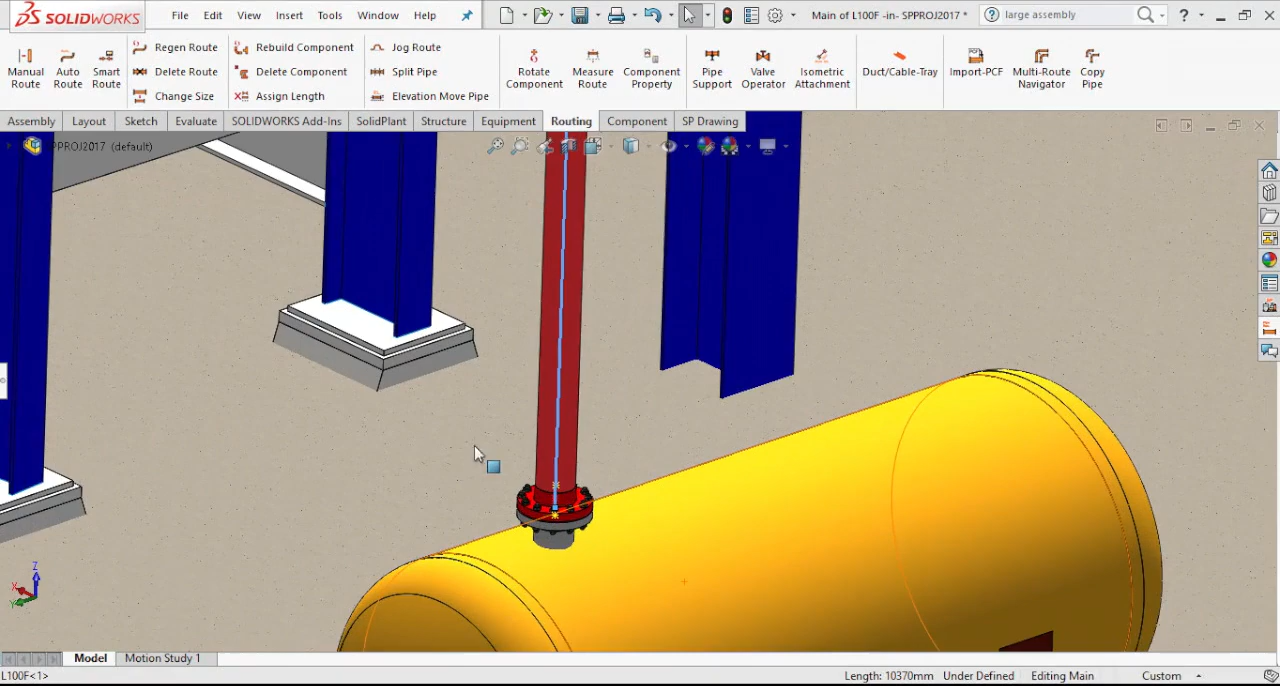 SOLIDWORKS File Edit View Insert Tools Window Help Main of L100F -in- SPPROJ2017 * large assembly ?
Manual Route
Auto Route
Smart Route
Regen Route
Delete Route
Change Size
Rebuild Component
Delete Component
Assign Length
Jog Route
Split Pipe
Elevation Move Pipe
Rotate Component
Measure Route
Component Property
Pipe Support
Valve Operator
Isometric Attachment
Duct/Cable-Tray
Import-PCF
Multi-Route Navigator
Copy Pipe
Assembly Layout Sketch Evaluate SOLIDWORKS Add-Ins SolidPlant Structure Equipment Routing Component SP Drawing
SPPROJ2017 (default)
Z
X
Y
Model Motion Study 1
L100F<1> Length: 10370mm Under Defined Editing Main Custom